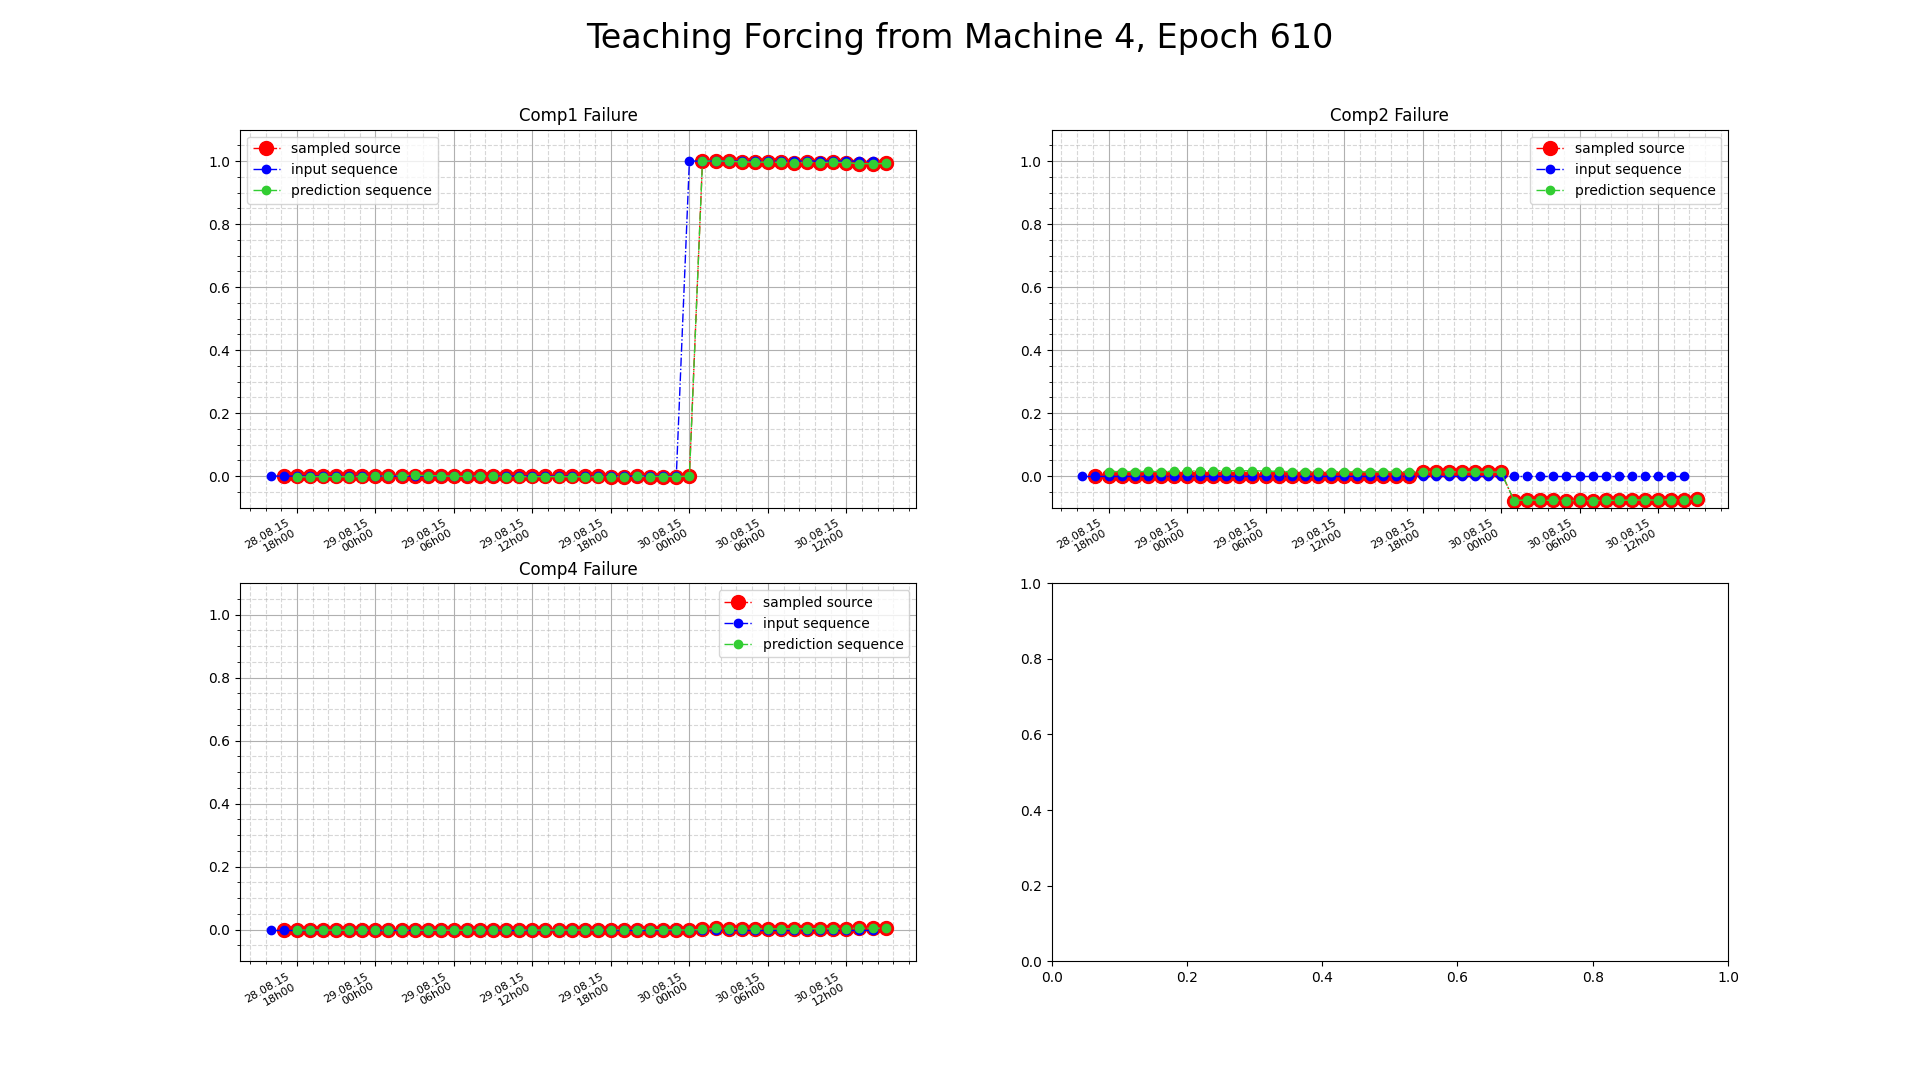 Teaching Forcing from Machine 4, Epoch 610
Comp1 Failure
sampled source
input sequence
prediction sequence
1.0
0.8
0.6
0.4
0.2
0.0
28.08.15
18h00
29.08.15
00h00
29.08.15
06h00
29.08.15
12h00
29.08.15
18h00
30.08.15
00h00
30.08.15
06h00
30.08.15
12h00
Comp2 Failure
sampled source
input sequence
prediction sequence
1.0
0.8
0.6
0.4
0.2
0.0
28.08.15
18h00
29.08.15
00h00
29.08.15
06h00
29.08.15
12h00
29.08.15
18h00
30.08.15
00h00
30.08.15
06h00
30.08.15
12h00
Comp4 Failure
sampled source
input sequence
prediction sequence
1.0
0.8
0.6
0.4
0.2
0.0
28.08.15
18h00
29.08.15
00h00
29.08.15
06h00
29.08.15
12h00
29.08.15
18h00
30.08.15
00h00
30.08.15
06h00
30.08.15
12h00
1.0
0.8
0.6
0.4
0.2
0.0
0.0 0.2 0.4 0.6 0.8 1.0